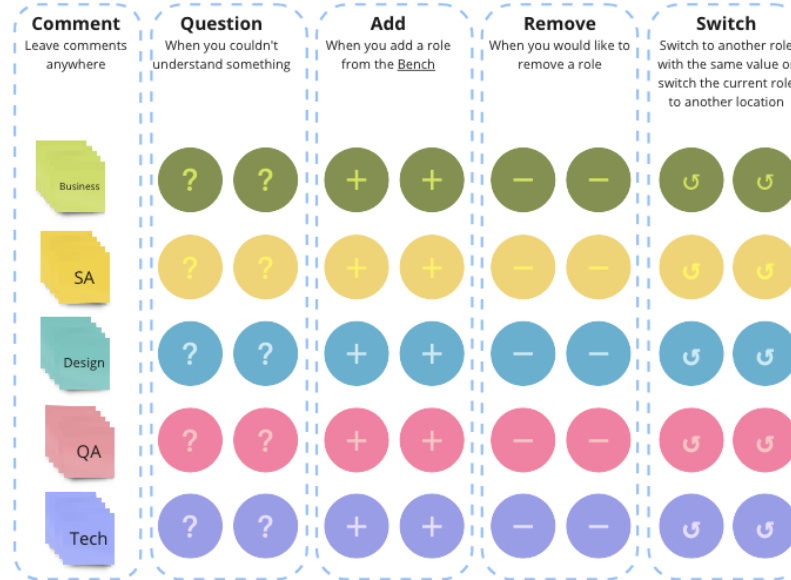 Comment
Leave comments
anywhere
Question
When you couldn't
understand something
Add
When you add a role
from the Bench
Remove
When you would like to
remove a role
Switch
Switch to another role
with the same value or
switch the current role
to another location
Business
? ? + + − − ↺ ↺
SA
? ? + + − − ↺ ↺
Design
? ? + + − − ↺ ↺
QA
? ? + + − − ↺ ↺
Tech
? ? + + − − ↺ ↺